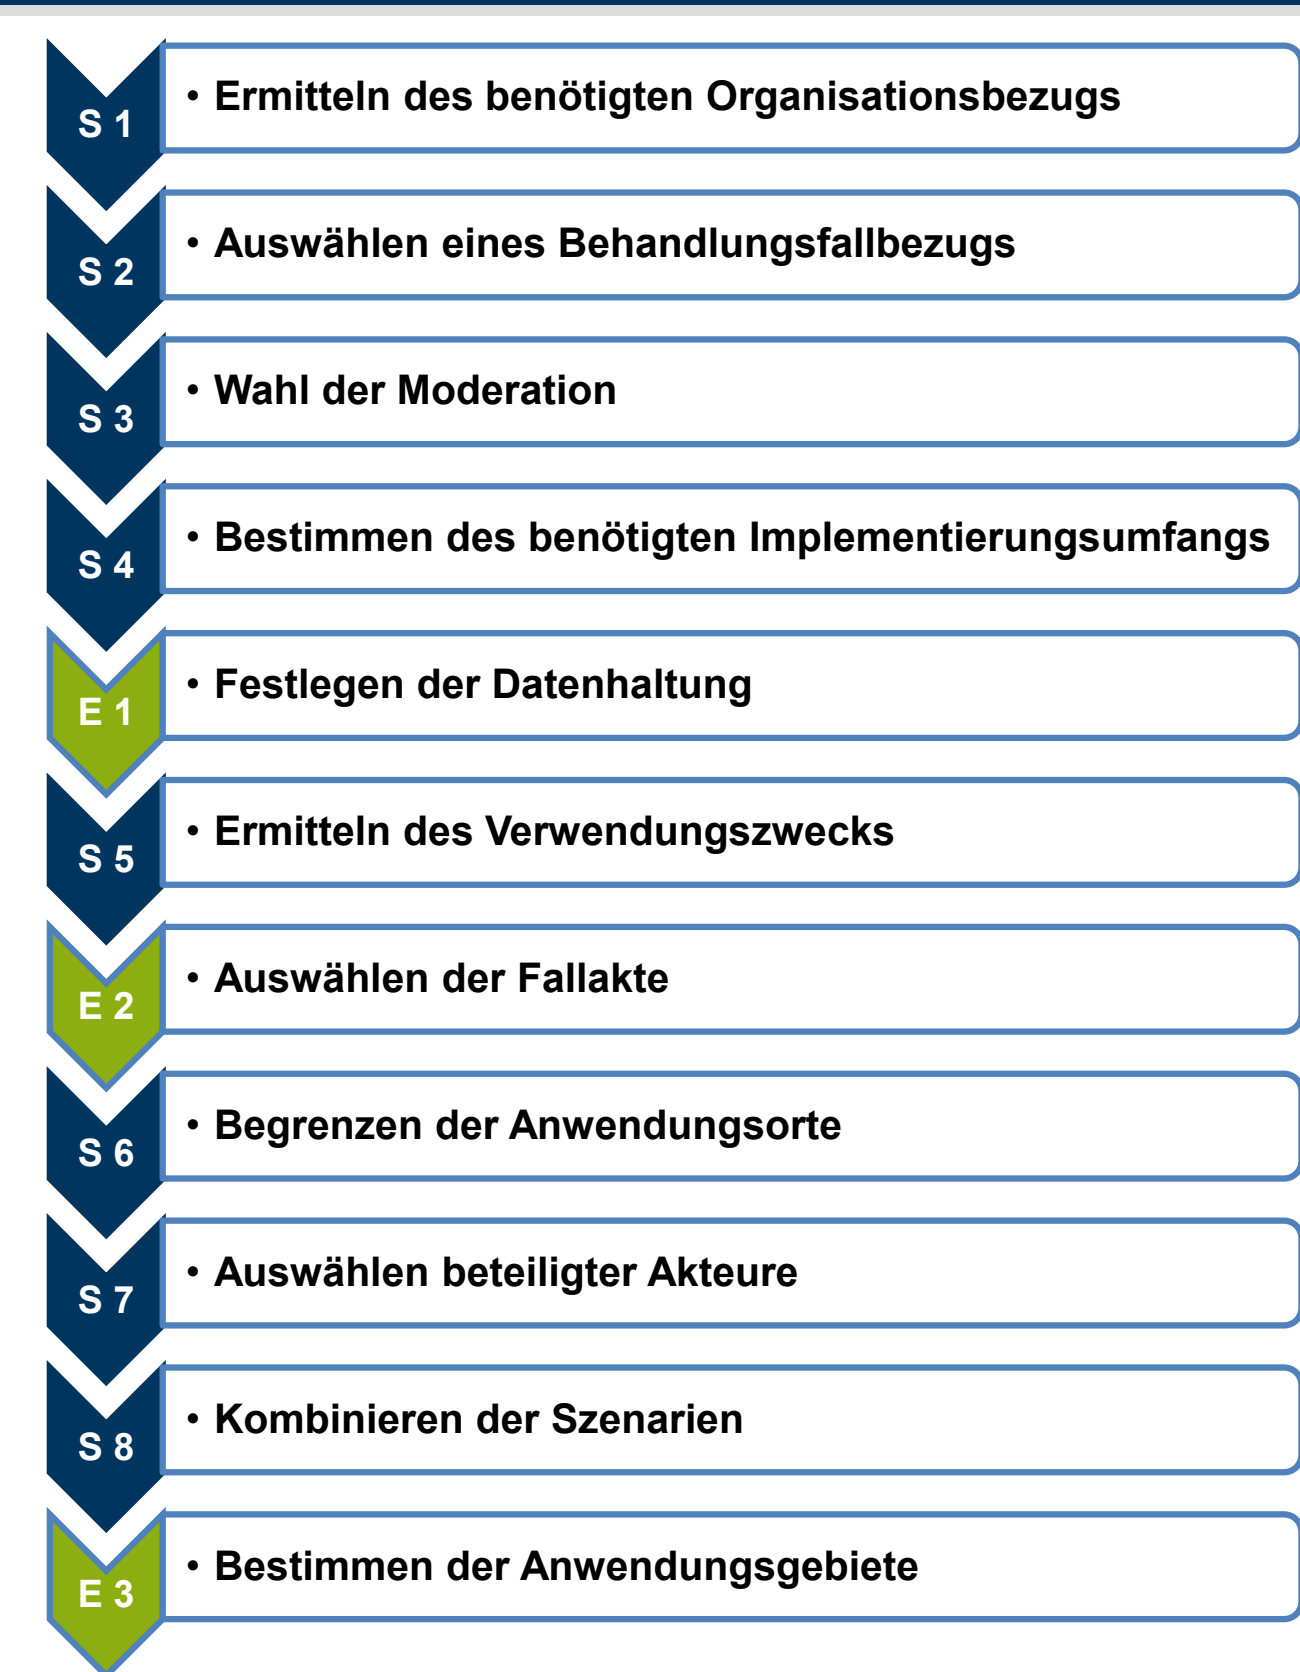 S 1
• Ermitteln des benötigten Organisationsbezugs
S 2
• Auswählen eines Behandlungsfallbezugs
S 3
• Wahl der Moderation
S 4
• Bestimmen des benötigten Implementierungsumfangs
E 1
• Festlegen der Datenhaltung
S 5
• Ermitteln des Verwendungszwecks
E 2
• Auswählen der Fallakte
S 6
• Begrenzen der Anwendungsorte
S 7
• Auswählen beteiligter Akteure
S 8
• Kombinieren der Szenarien
E 3
• Bestimmen der Anwendungsgebiete